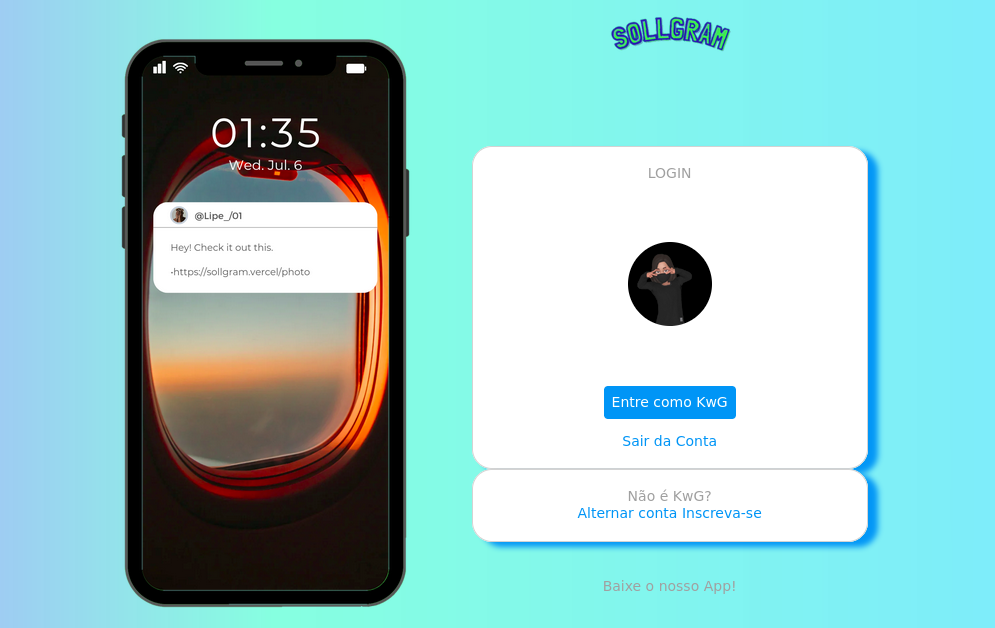 SOLLGRAM
01:35
Wed. Jul. 6
@Lipe_/01
Hey! Check it out this.
•https://sollgram.vercel/photo
LOGIN
Entre como KwG
Sair da Conta
Não é KwG?
Alternar conta Inscreva-se
Baixe o nosso App!